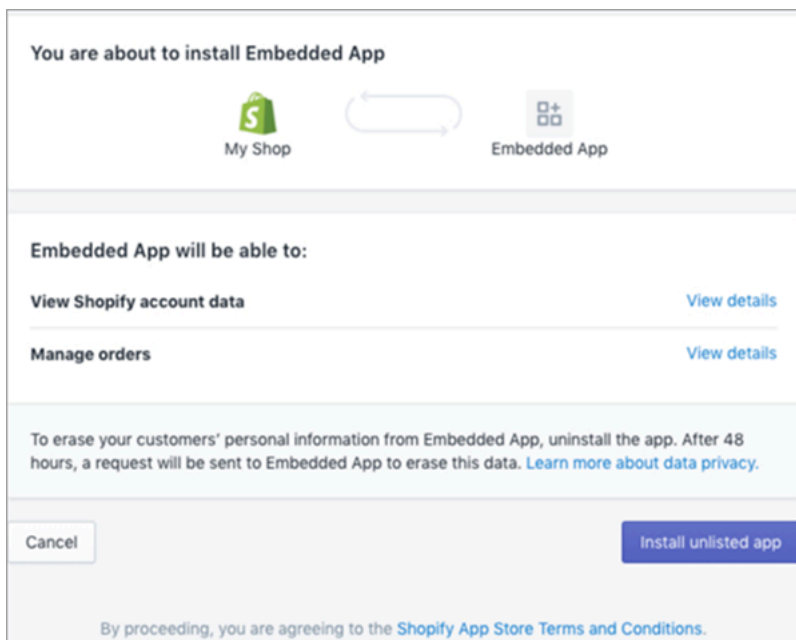 You are about to install Embedded App
My Shop
Embedded App
Embedded App will be able to:
View Shopify account data
View details
Manage orders
View details
To erase your customers’ personal information from Embedded App, uninstall the app. After 48
hours, a request will be sent to Embedded App to erase this data. Learn more about data privacy.
Cancel
Install unlisted app
By proceeding, you are agreeing to the Shopify App Store Terms and Conditions.